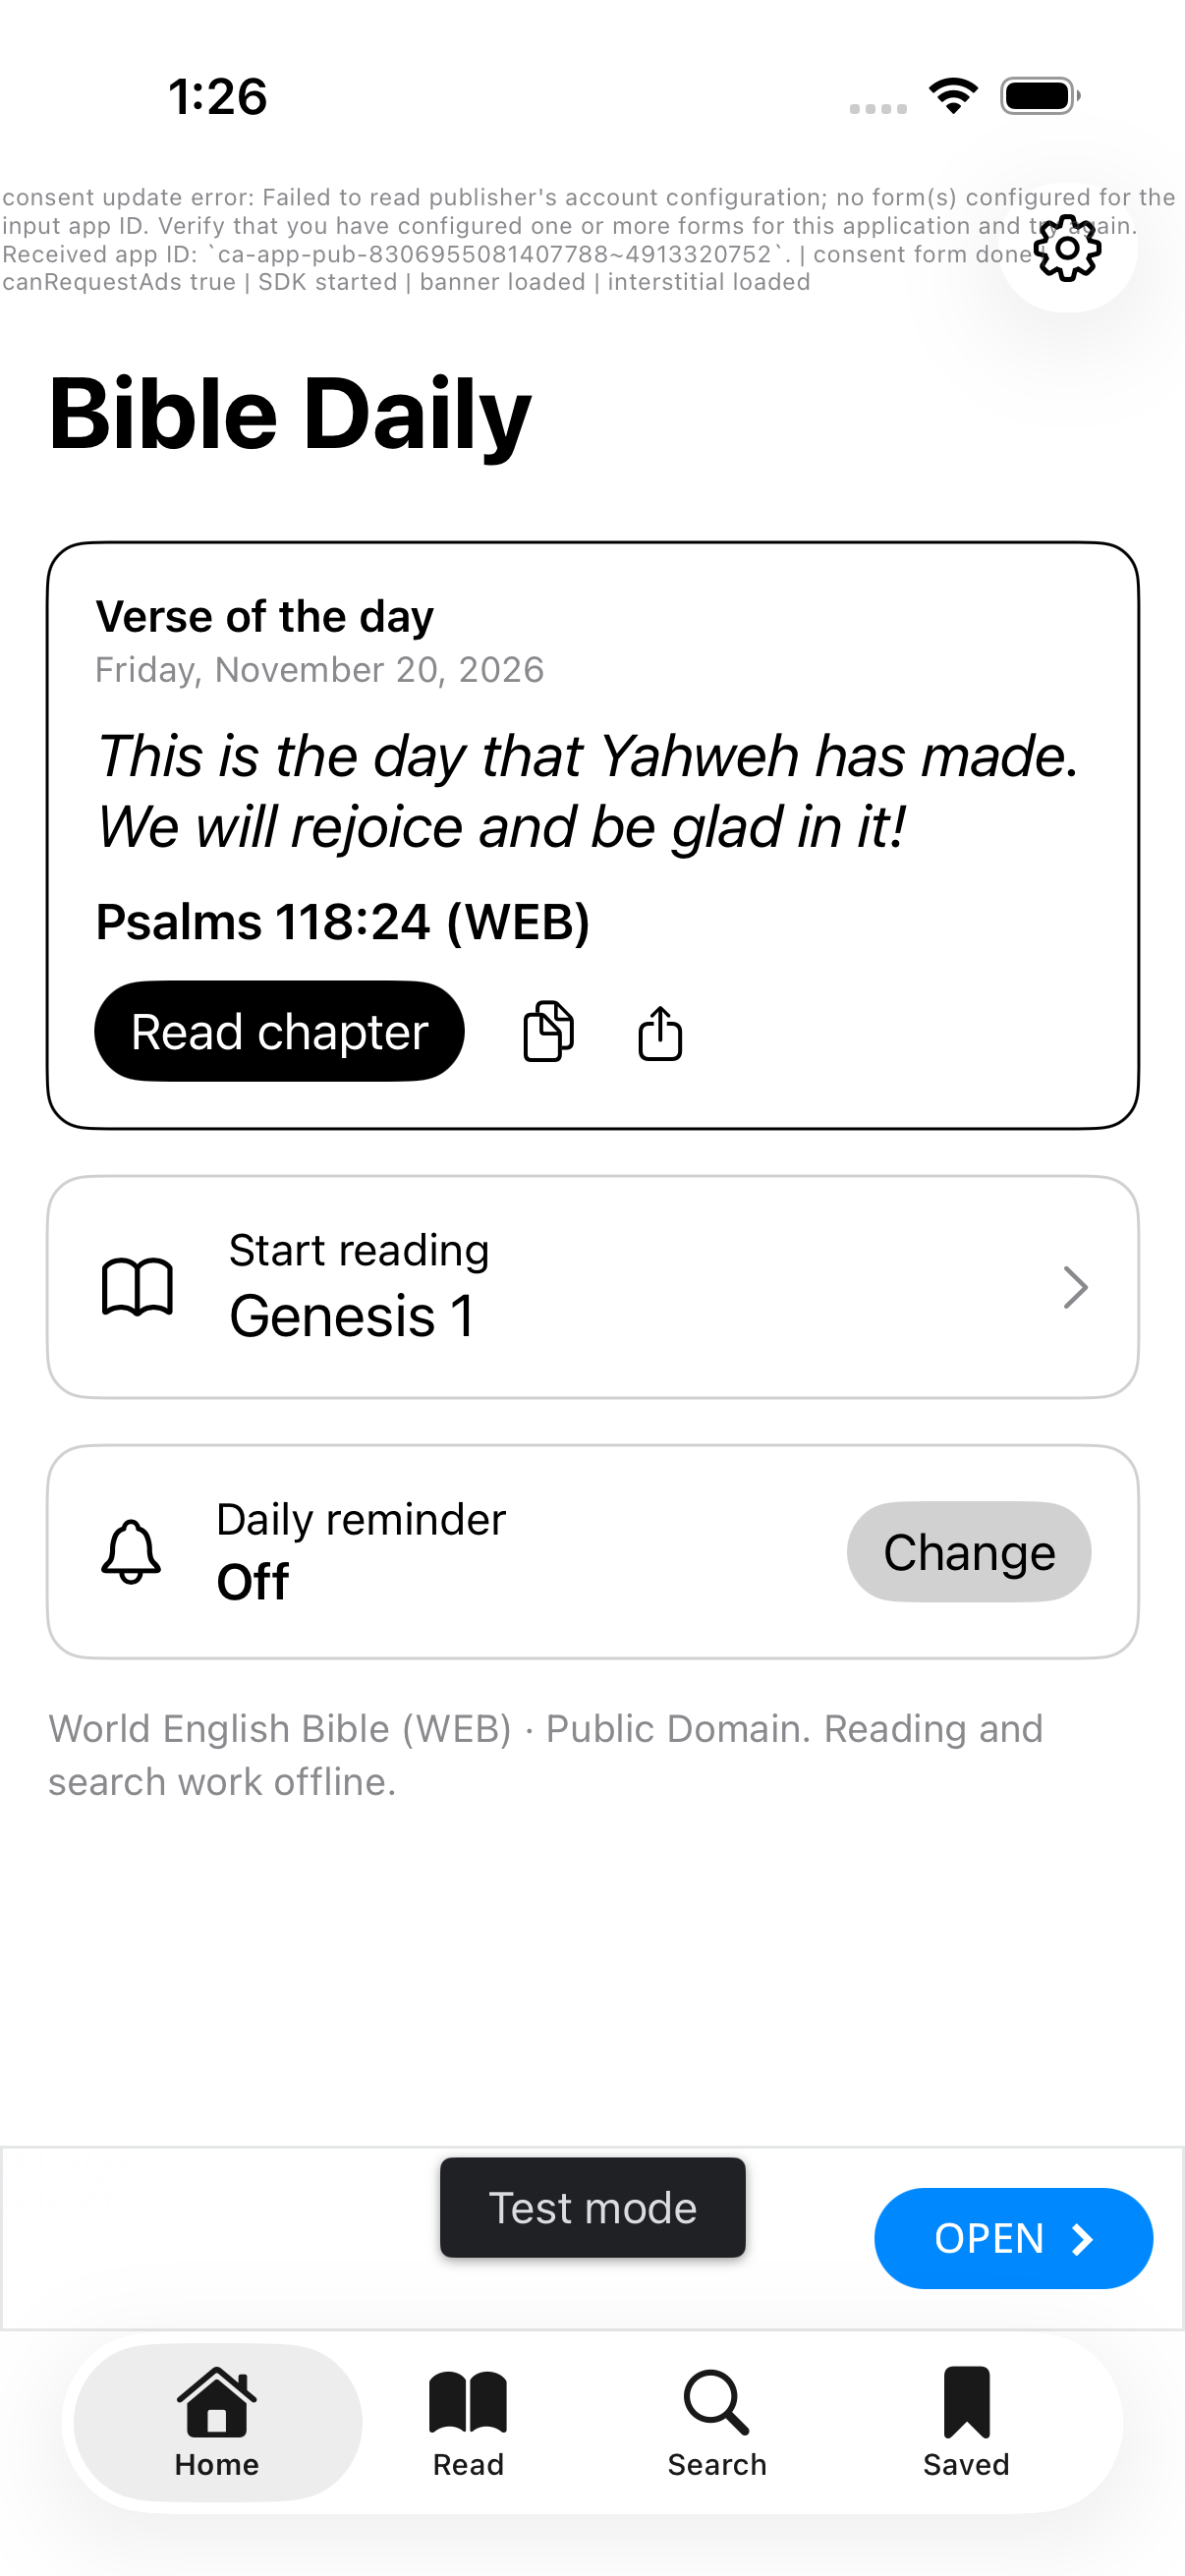 1:26
consent update error: Failed to read publisher's account configuration; no form(s) configured for the
input app ID. Verify that you have configured one or more forms for this application and try again.
Received app ID: `ca-app-pub-8306955081407788~4913320752`. | consent form done |
canRequestAds true | SDK started | banner loaded | interstitial loaded
Bible Daily
Verse of the day
Friday, November 20, 2026
This is the day that Yahweh has made.
We will rejoice and be glad in it!
Psalms 118:24 (WEB)
Read chapter
Start reading
Genesis 1
Daily reminder
Off
Change
World English Bible (WEB) · Public Domain. Reading and
search work offline.
Test mode
OPEN
Home
Read
Search
Saved